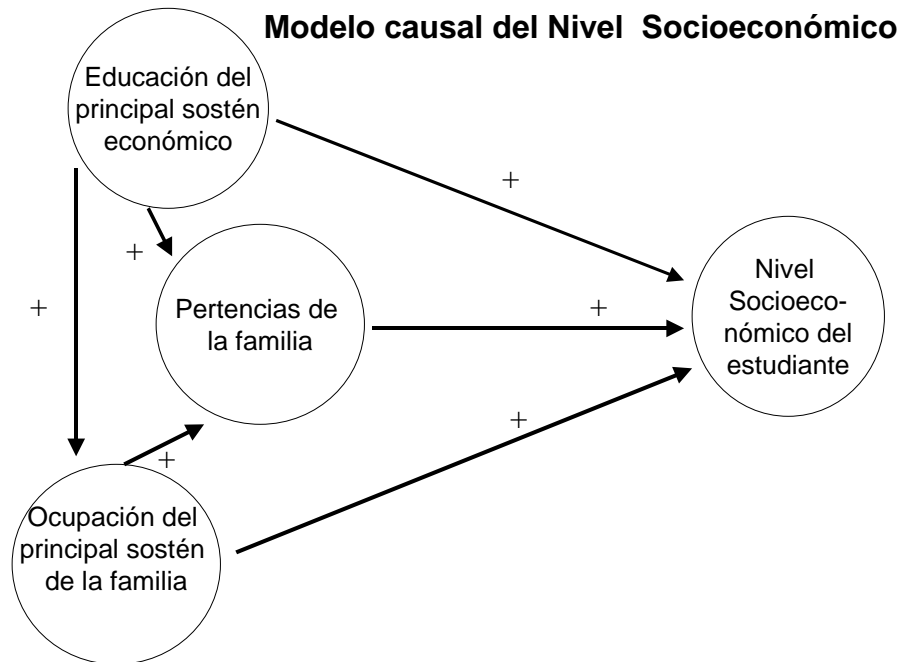 Modelo causal del Nivel Socioeconómico
Educación del
principal sostén
económico
+
+
+
Pertencias de
la familia
+
Nivel
Socioeco-
nómico del
estudiante
+
+
Ocupación del
principal sostén
de la familia